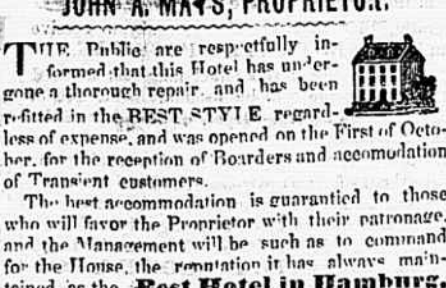 JOHN A. MAYS, PROPRIETOR.
THE Public are respectfully in-
formed that this Hotel has under-
gone a thorough repair, and has been
refitted in the BEST STYLE regard-
less of expense, and was opened on the First of Octo-
ber, for the reception of Boarders and accomodation
of Transient customers.
The best accommodation is guarantied to those
who will favor the Proprietor with their patronage,
and the Management will be such as to command
for the House, the reputation it has always main-
tained as the Best Hotel in Hamburg.